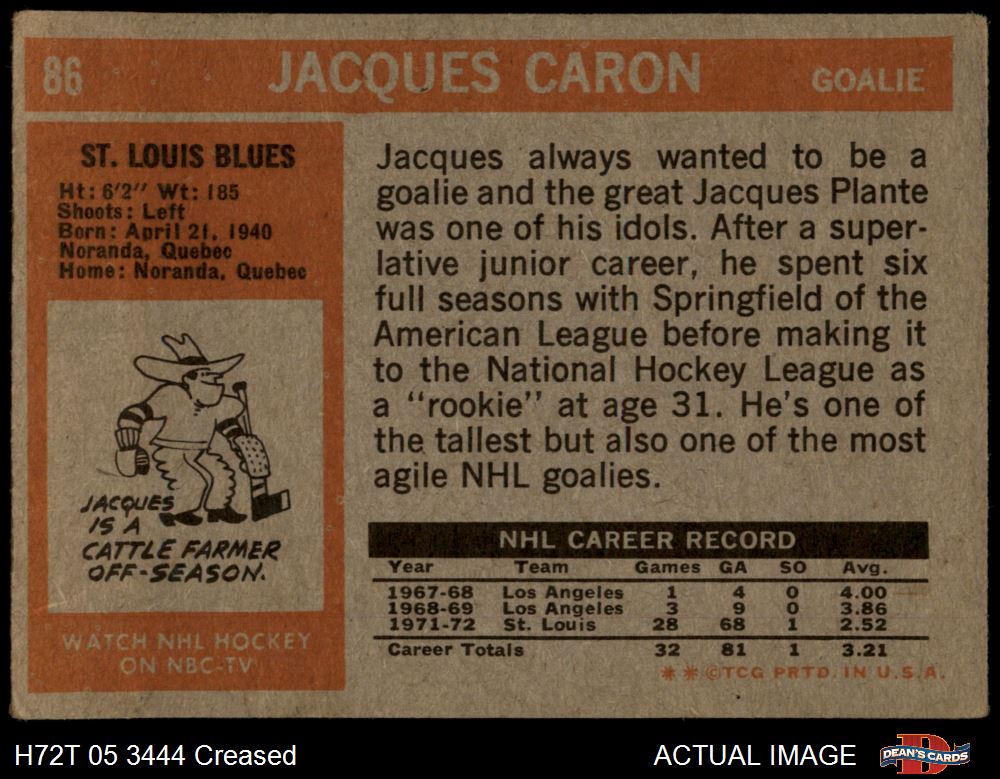 86 JACQUES CARON GOALIE
ST. LOUIS BLUES
Ht: 6'2" Wt: 185
Shoots: Left
Born: April 21, 1940
Noranda, Quebec
Home: Noranda, Quebec
JACQUES
IS A
CATTLE FARMER
OFF-SEASON.
WATCH NHL HOCKEY
ON NBC-TV
Jacques always wanted to be a
goalie and the great Jacques Plante
was one of his idols. After a super-
lative junior career, he spent six
full seasons with Springfield of the
American League before making it
to the National Hockey League as
a "rookie" at age 31. He's one of
the tallest but also one of the most
agile NHL goalies.
NHL CAREER RECORD
Year Team Games GA SO Avg.
1967-68 Los Angeles 1 4 0 4.00
1968-69 Los Angeles 3 9 0 3.86
1971-72 St. Louis 28 68 1 2.52
Career Totals 32 81 1 3.21
**©TCG PRTD. IN U.S.A.
H72T 05 3444 Creased ACTUAL IMAGE DEAN'S CARDS